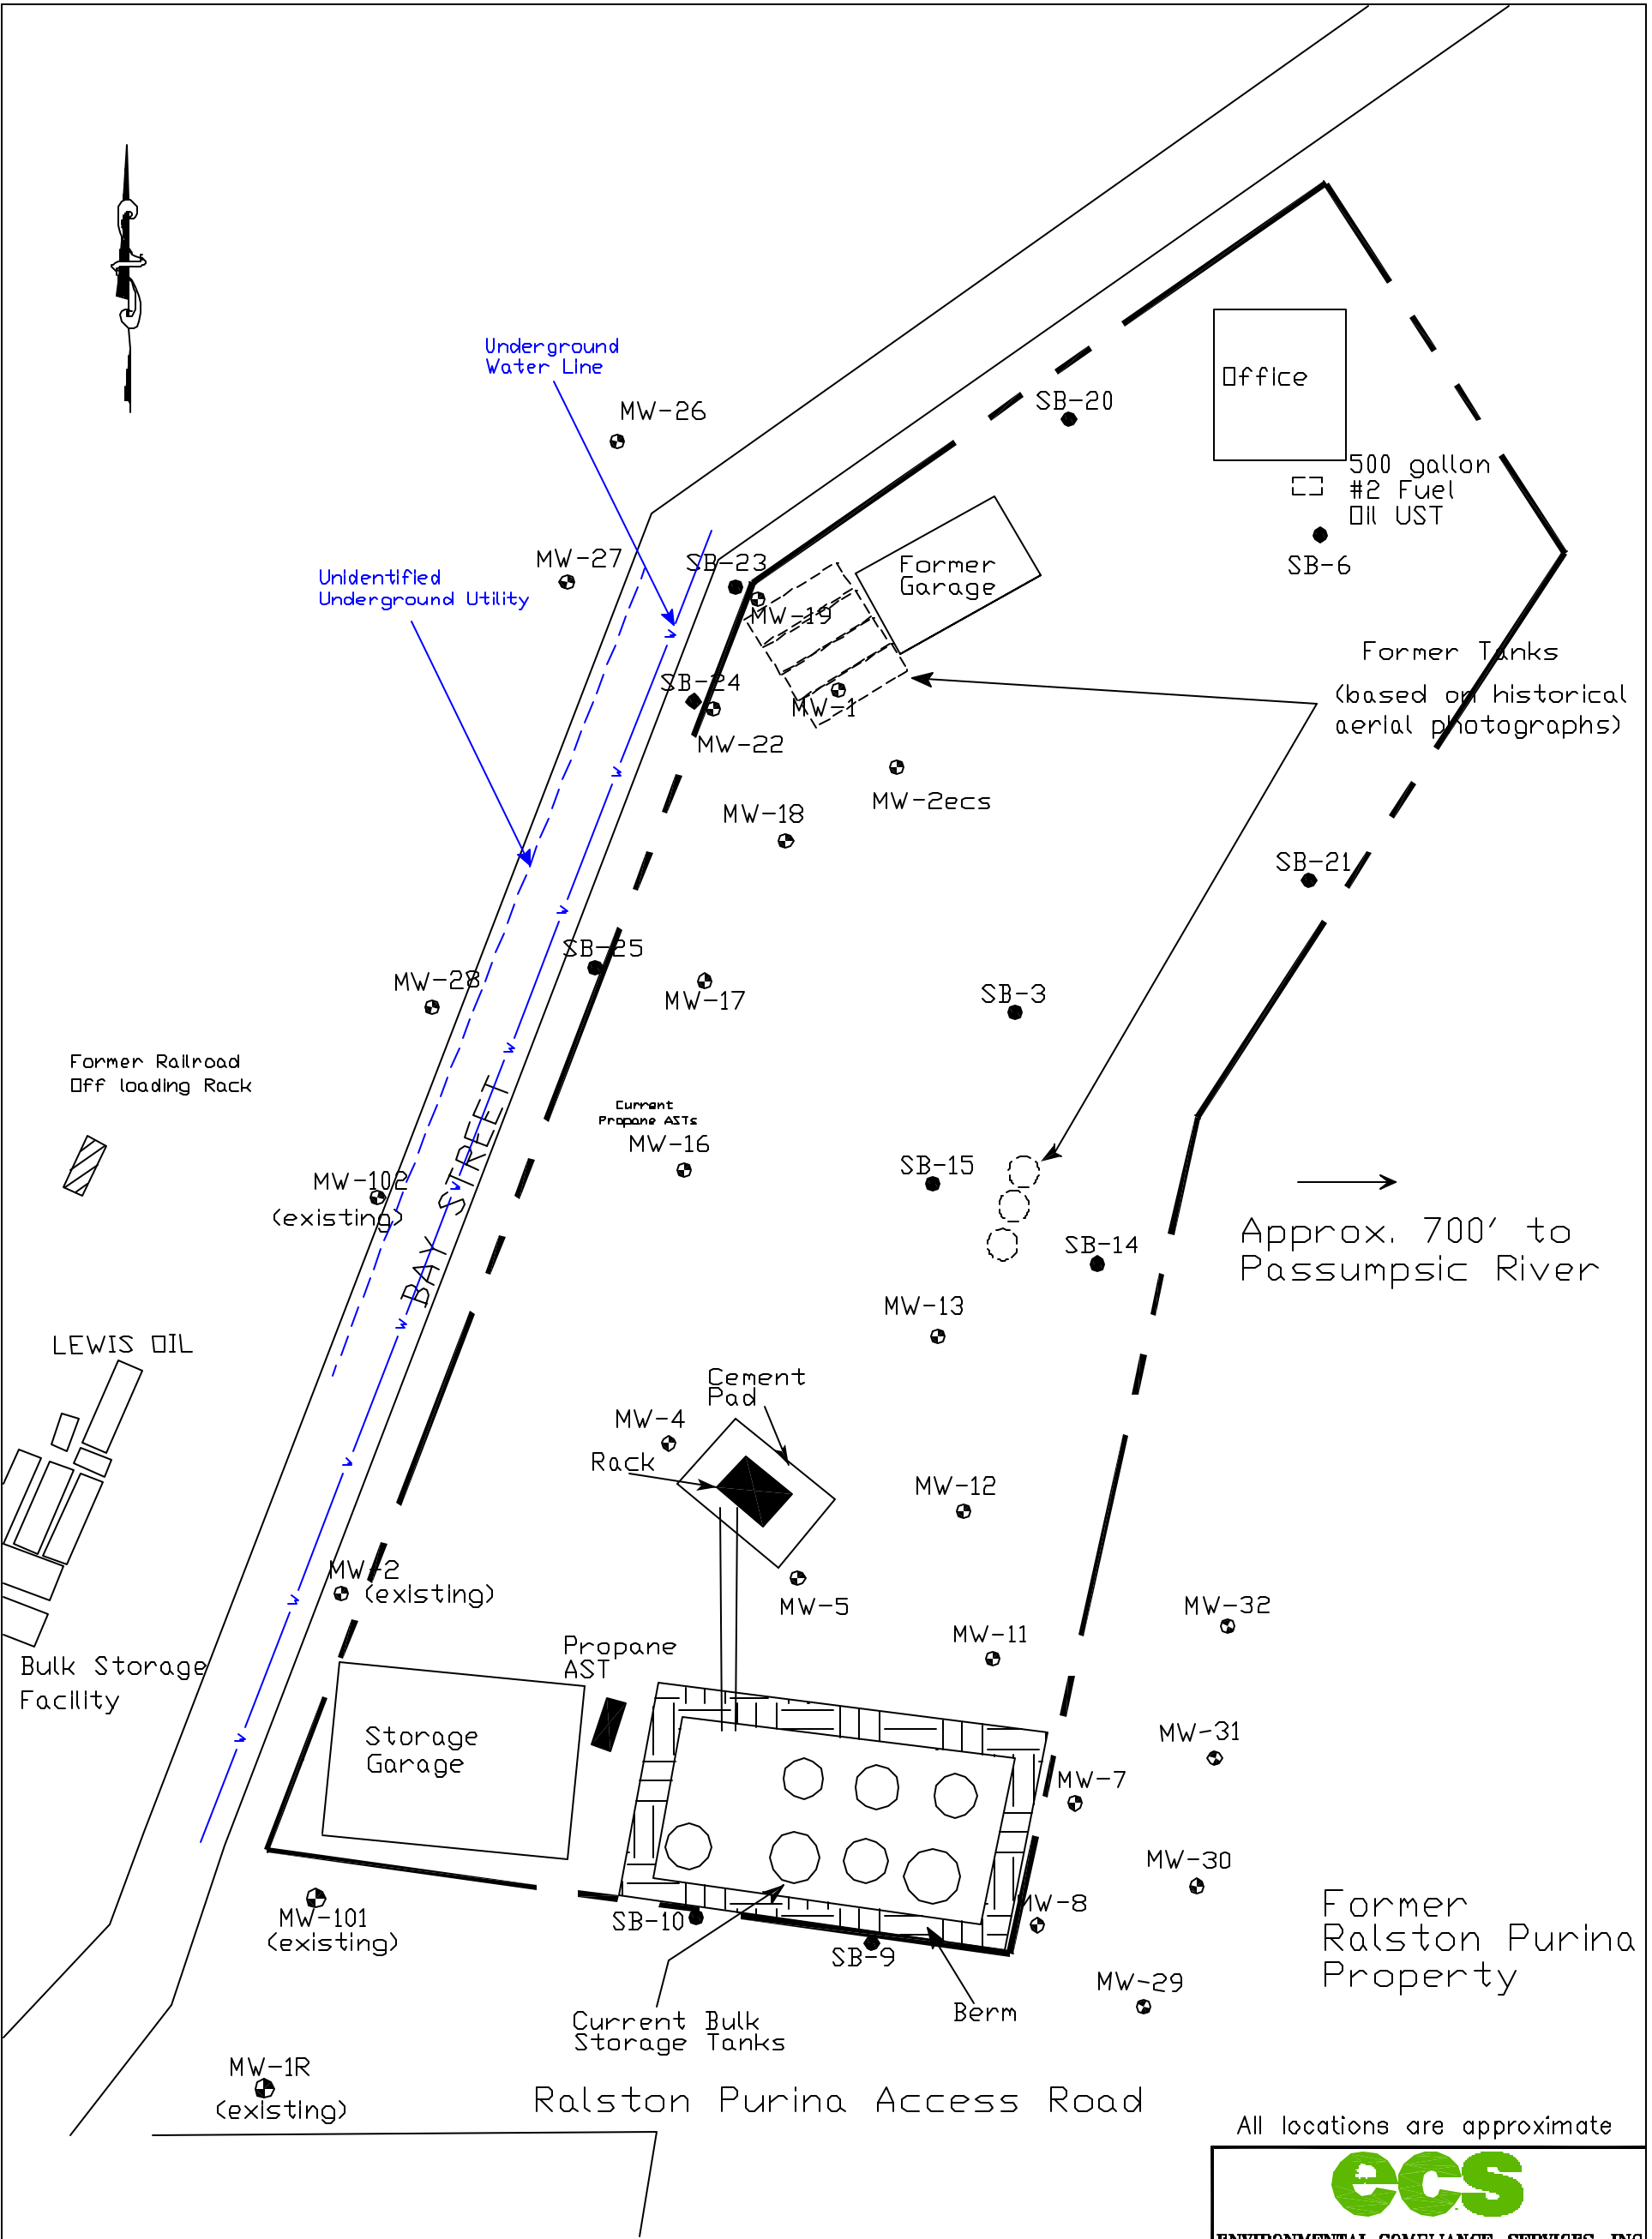 Underground
Water Line
MW-26
SB-20
Office
500 gallon
#2 Fuel
Oil UST
SB-6
MW-27
SB-23
Former
Garage
Unidentified
Underground Utility
MW-19
Former Tanks
(based on historical
aerial photographs)
SB-24
MW-1
MW-22
MW-2ecs
MW-18
SB-21
SB-25
MW-28
MW-17
SB-3
Former Railroad
Off loading Rack
Current
Propane ASTs
MW-16
SB-15
MW-102
(existing)
BAY STREET
SB-14
Approx. 700' to
Passumpsic River
MW-13
LEWIS OIL
Cement
Pad
MW-4
Rack
MW-12
MW-2
(existing)
MW-5
MW-32
MW-11
Propane
AST
Bulk Storage
Facility
Storage
Garage
MW-31
MW-7
MW-30
MW-8
Former
Ralston Purina
Property
MW-101
(existing)
SB-10
SB-9
MW-29
Berm
Current Bulk
Storage Tanks
MW-1R
(existing)
Ralston Purina Access Road
All locations are approximate
ecs
ENVIRONMENTAL COMPLIANCE SERVICES, INC
w
w
w
w
w
w
w
w
w